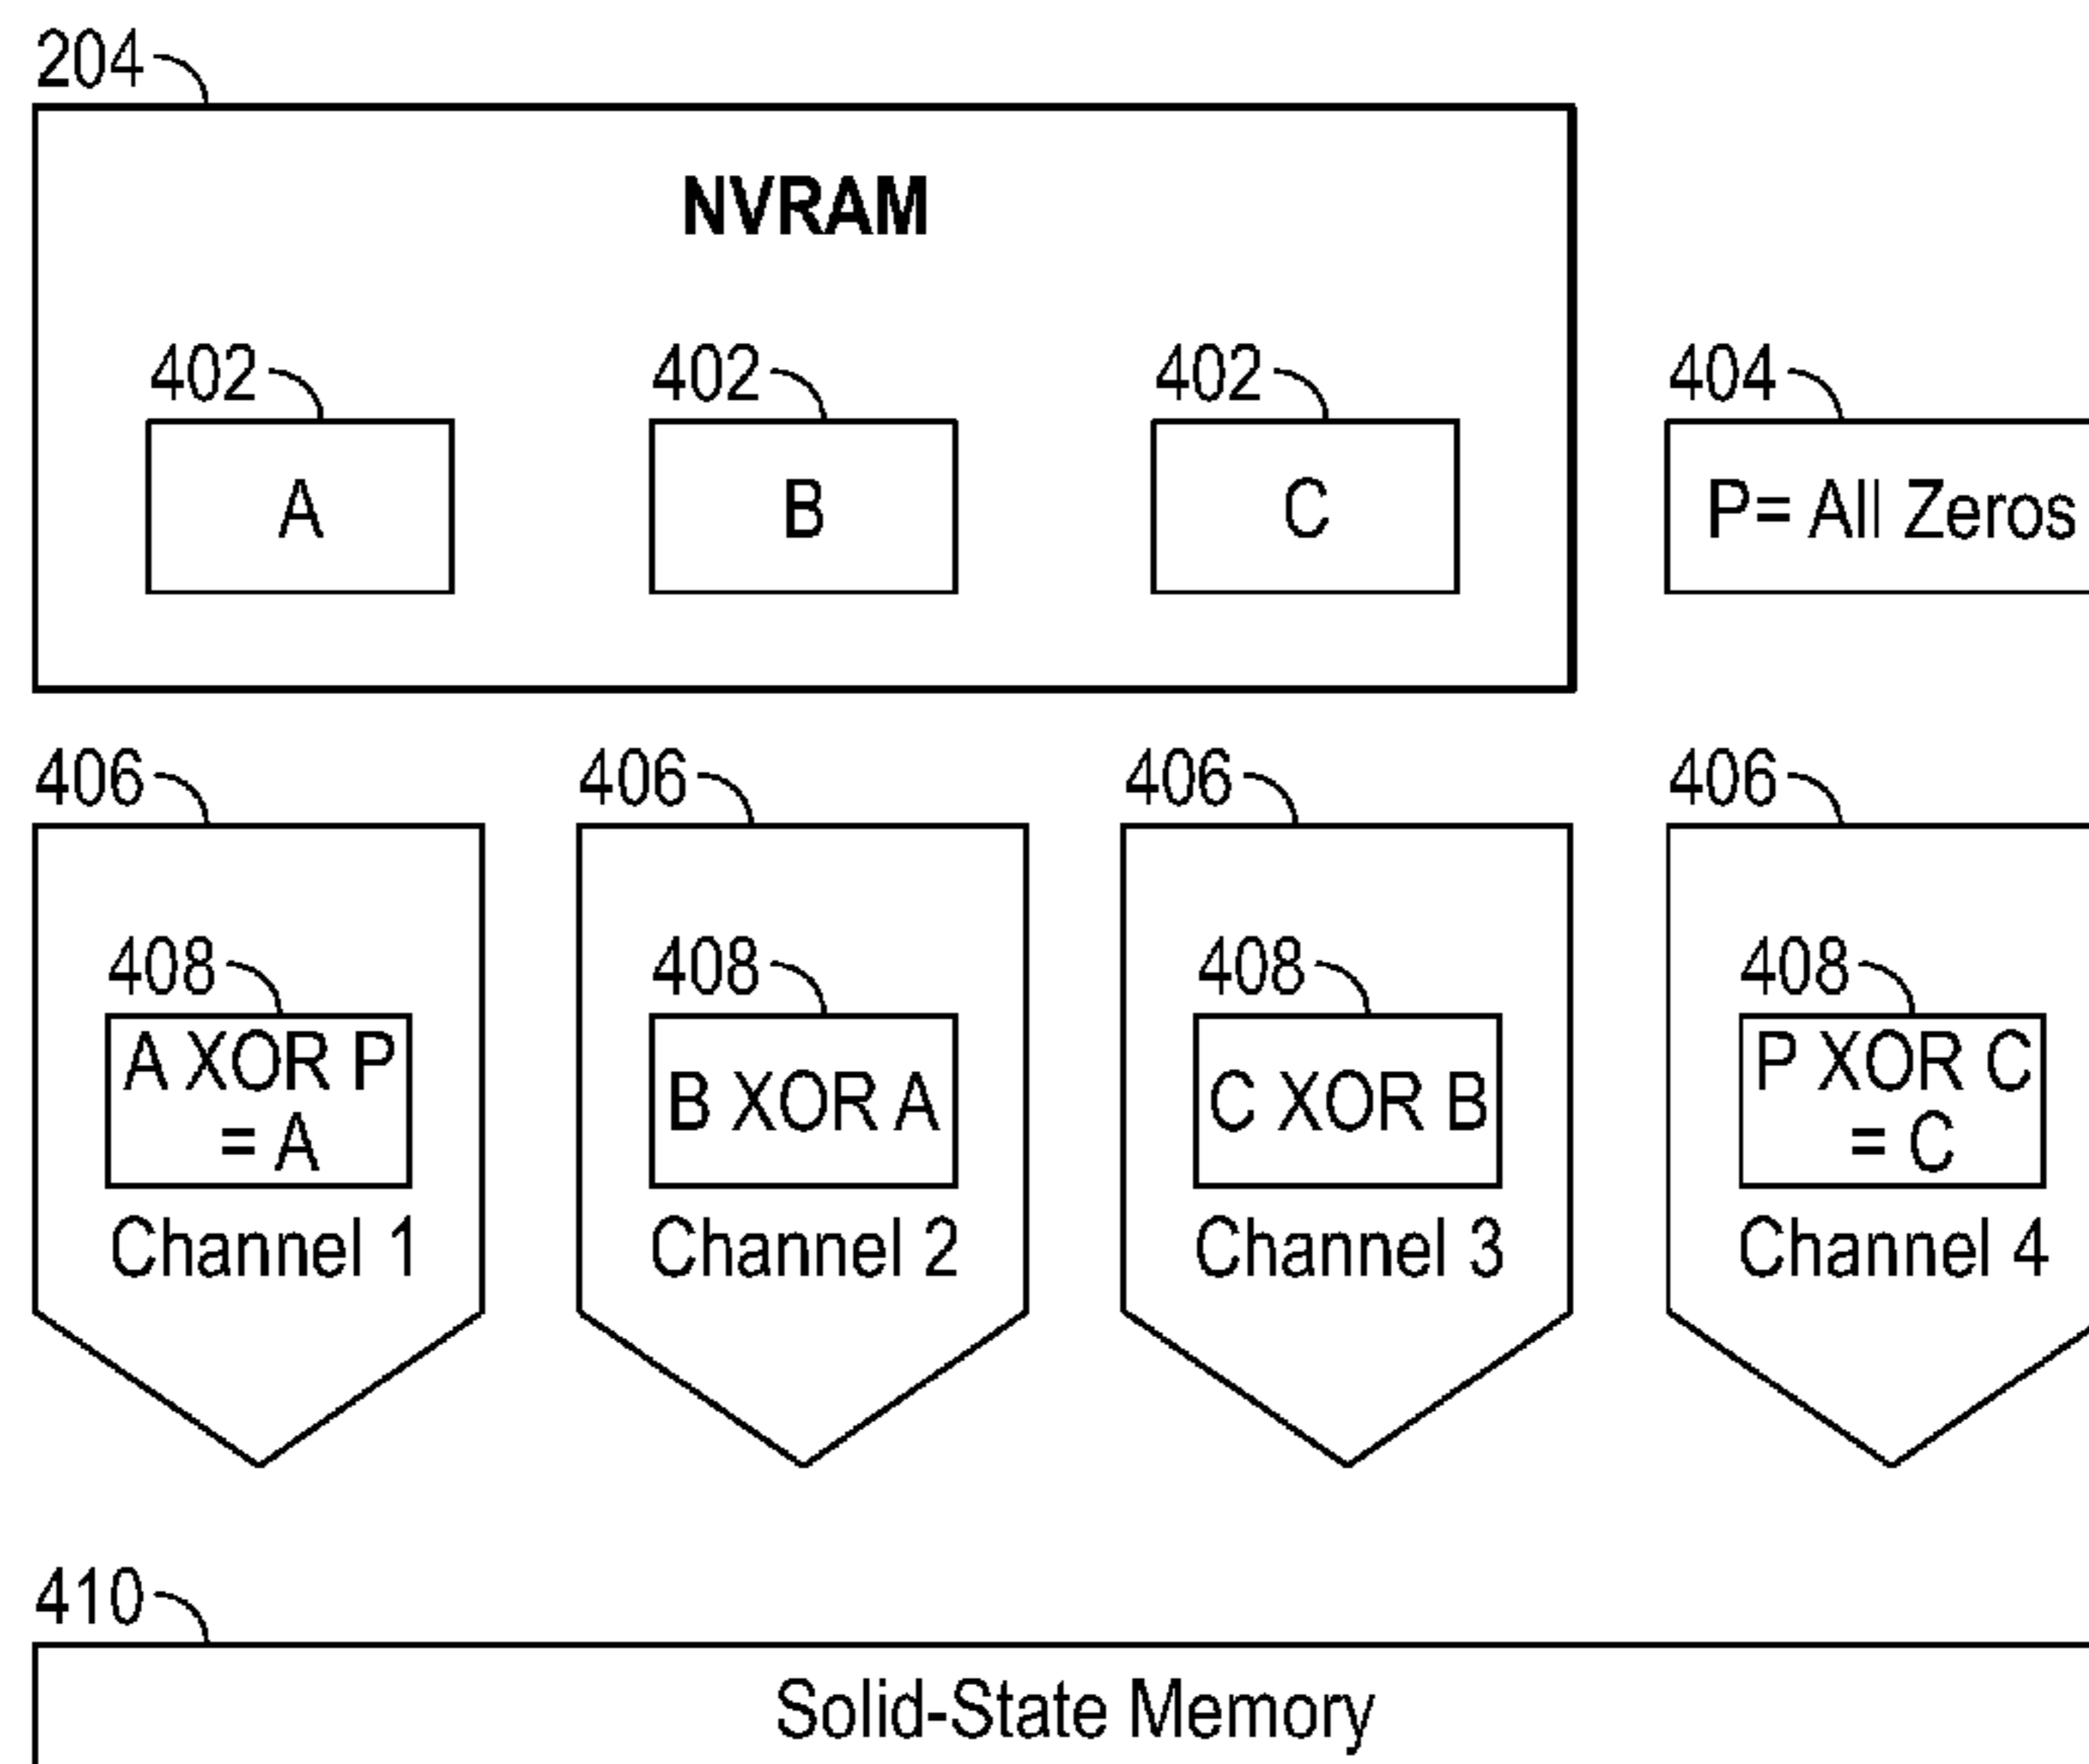 204
NVRAM
402
402
402
404
A
B
C
P= All Zeros
406
406
406
406
408
408
408
408
A XOR P
= A
B XOR A
C XOR B
P XOR C
= C
Channel 1
Channel 2
Channel 3
Channel 4
410
Solid-State Memory